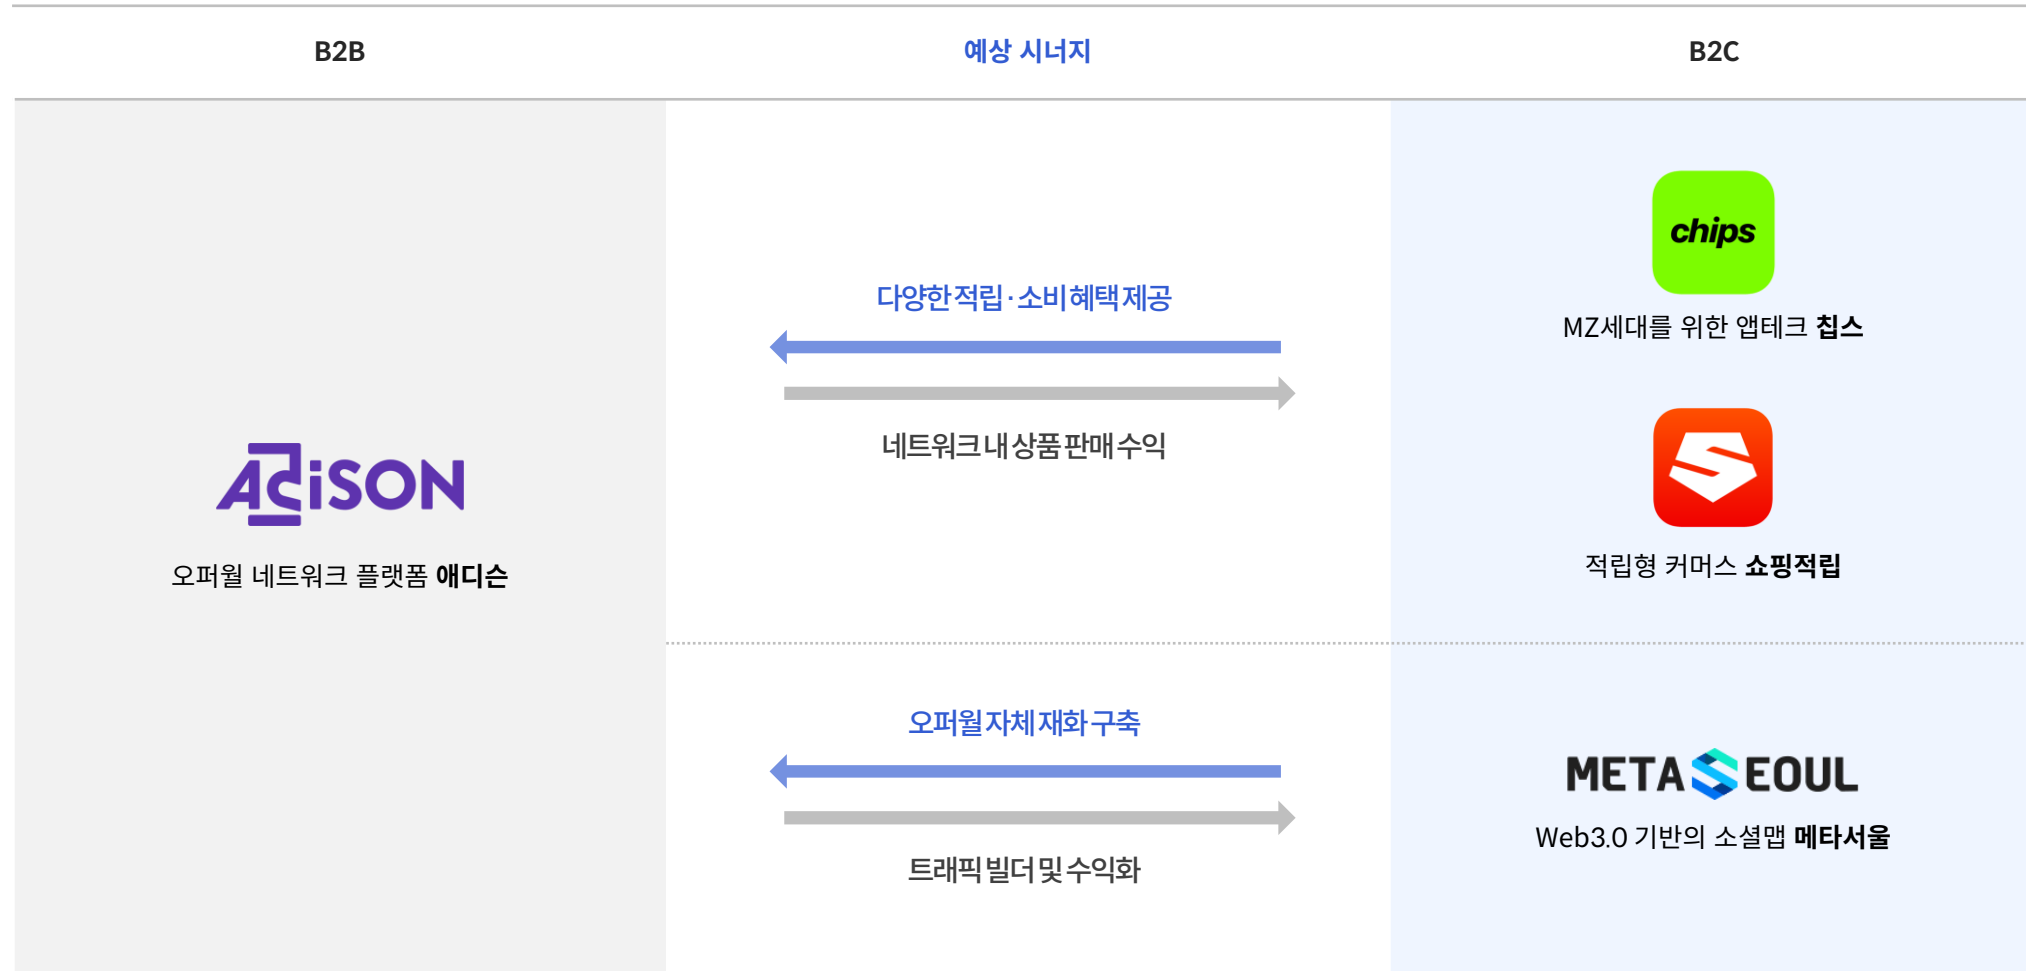 B2B
예상 시너지
B2C
ADiSON
오퍼월 네트워크 플랫폼 애디슨
다양한 적립·소비 혜택 제공
네트워크 내 상품 판매 수익
chips
MZ세대를 위한 앱테크 칩스
적립형 커머스 쇼핑적립
오퍼월 자체 재화 구축
트래픽 빌더 및 수익화
METASEOUL
Web3.0 기반의 소셜맵 메타서울